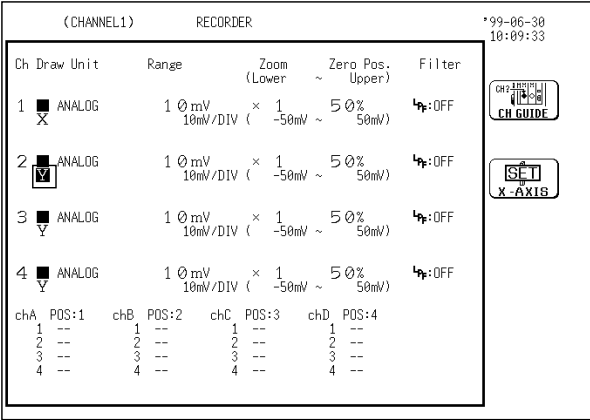 (CHANNEL1) RECORDER '99-06-30
10:09:33
Ch Draw Unit Range Zoom Zero Pos. Filter
(Lower ~ Upper)
1 ANALOG 10mV × 1 50% LPF:OFF
X 10mV/DIV ( -50mV ~ 50mV)
2 ANALOG 10mV × 1 50% LPF:OFF
Y 10mV/DIV ( -50mV ~ 50mV)
3 ANALOG 10mV × 1 50% LPF:OFF
Y 10mV/DIV ( -50mV ~ 50mV)
4 ANALOG 10mV × 1 50% LPF:OFF
Y 10mV/DIV ( -50mV ~ 50mV)
chA POS:1 chB POS:2 chC POS:3 chD POS:4
1 -- 1 -- 1 -- 1 --
2 -- 2 -- 2 -- 2 --
3 -- 3 -- 3 -- 3 --
4 -- 4 -- 4 -- 4 --
CH?
CH GUIDE
SET
X-AXIS